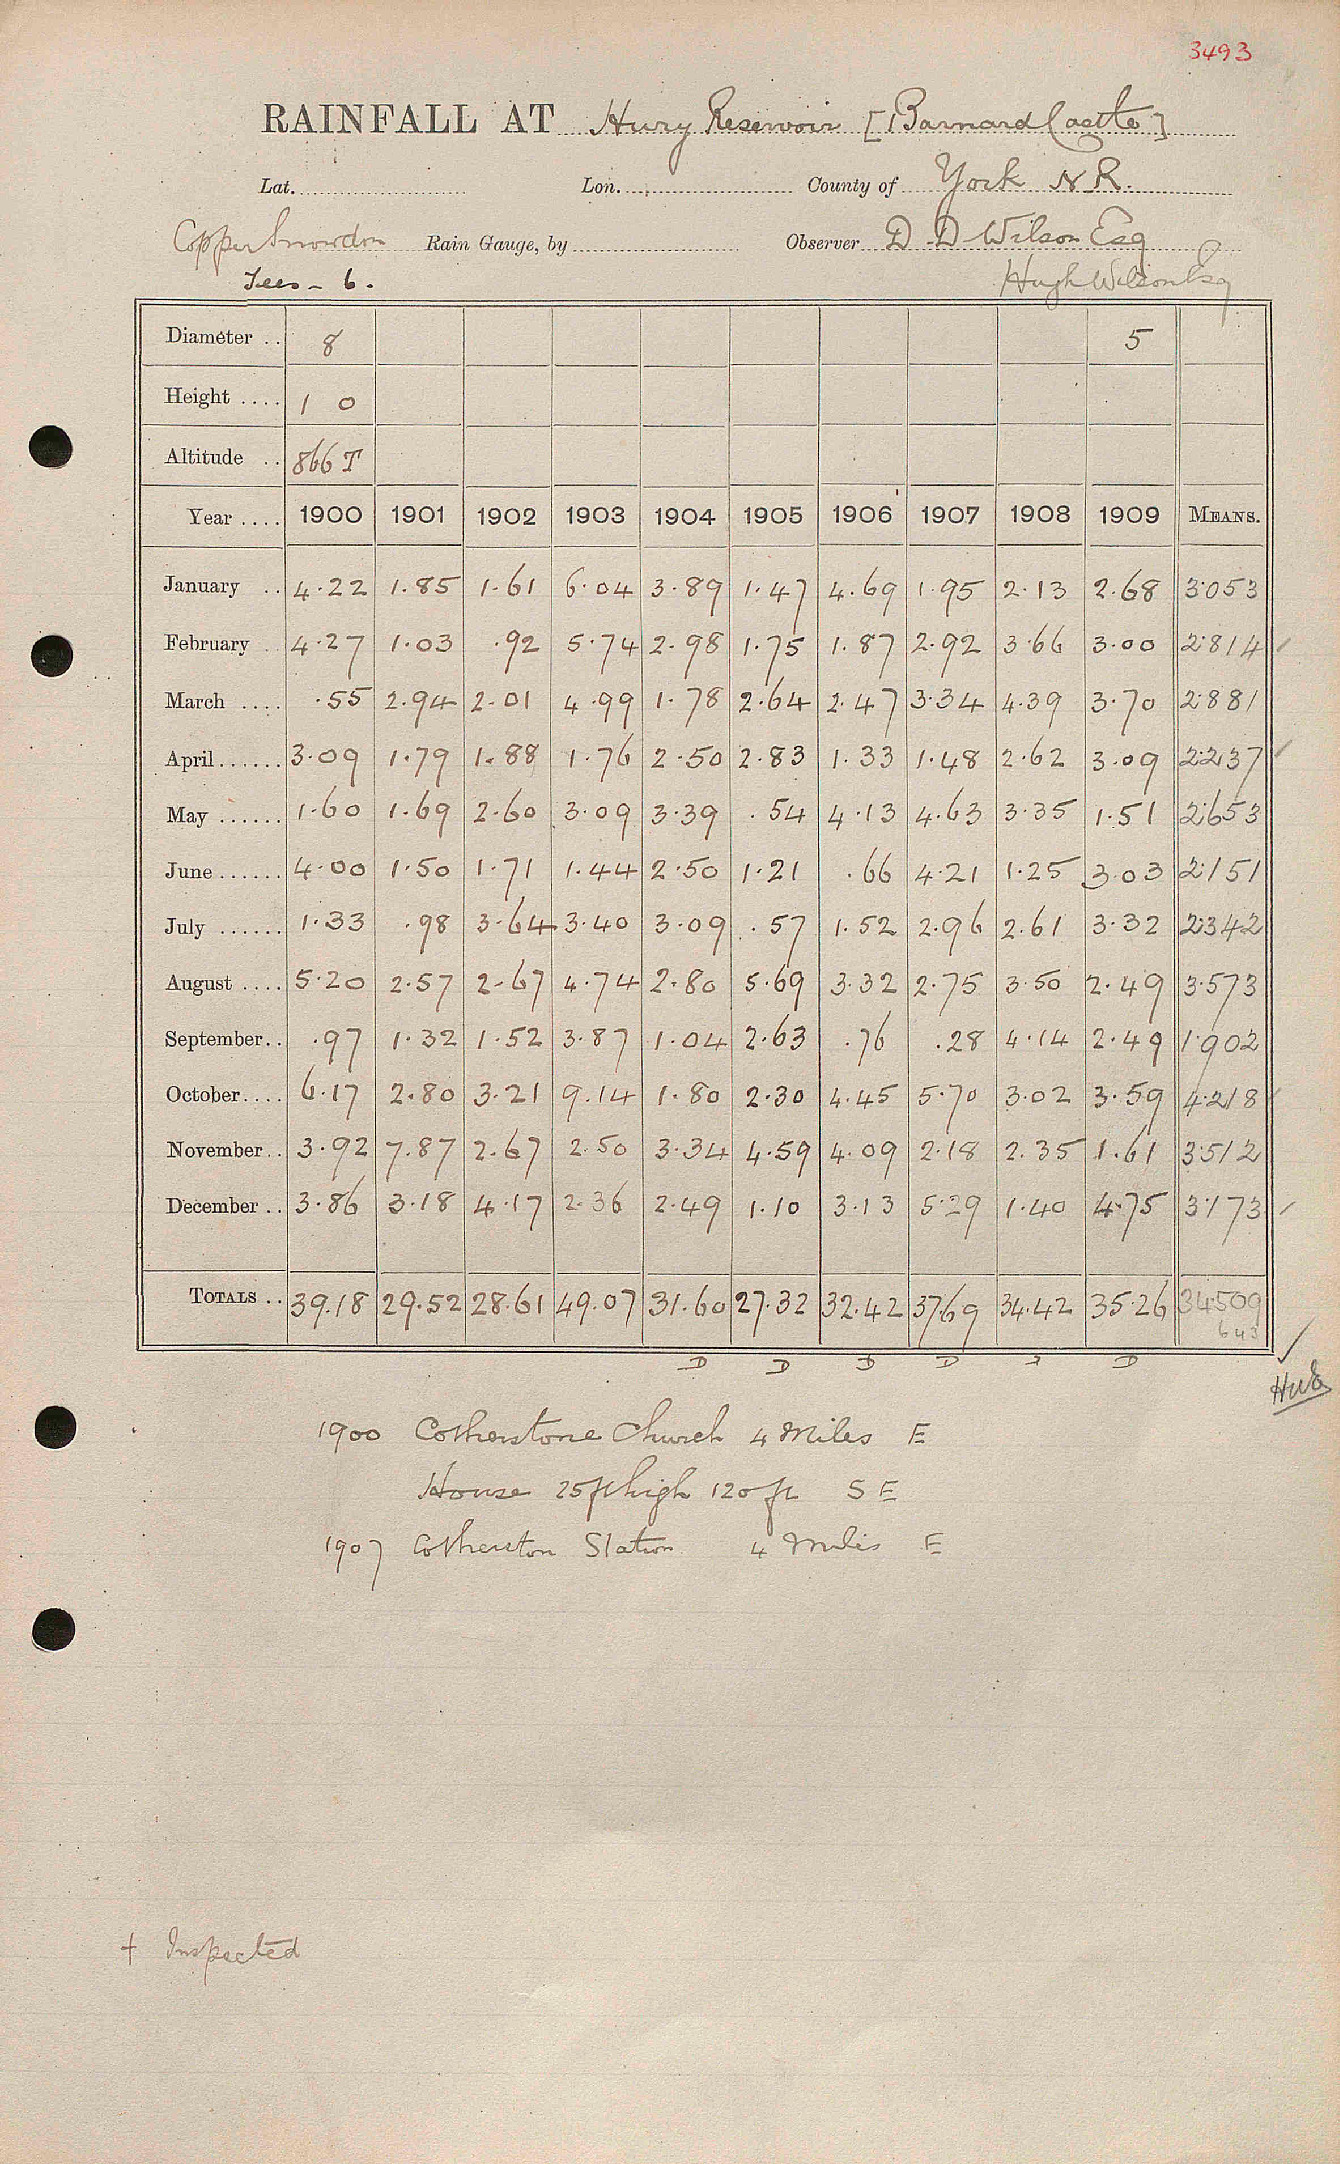 3493
RAINFALL AT Hury Reservoir [Barnard Castle]
Lat. Lon. County of York N R.
Copper Snowdon Rain Gauge, by Observer D D Wilson Esq
Tees - 6. Hugh Wilson Esq
Diameter .. 8 5
Height .... 1 0
Altitude .. 866 T
Year .... 1900 1901 1902 1903 1904 1905 1906 1907 1908 1909 MEANS.
January .. 4.22 1.85 1.61 6.04 3.89 1.47 4.69 1.95 2.13 2.68 3.053
February .. 4.27 1.03 .92 5.74 2.98 1.75 1.87 2.92 3.66 3.00 2.814
March .... .55 2.94 2.01 4.99 1.78 2.64 2.47 3.34 4.39 3.70 2.881
April ...... 3.09 1.79 1.88 1.76 2.50 2.83 1.33 1.48 2.62 3.09 2.237
May ...... 1.60 1.69 2.60 3.09 3.39 .54 4.13 4.63 3.35 1.51 2.653
June ...... 4.00 1.50 1.71 1.44 2.50 1.21 .66 4.21 1.25 3.03 2.151
July ...... 1.33 .98 3.64 3.40 3.09 .57 1.52 2.96 2.61 3.32 2.342
August .... 5.20 2.57 2.67 4.74 2.80 5.69 3.32 2.75 3.50 2.49 3.573
September .. .97 1.32 1.52 3.87 1.04 2.63 .76 .28 4.14 2.49 1.902
October .... 6.17 2.80 3.21 9.14 1.80 2.30 4.45 5.70 3.02 3.59 4.218
November .. 3.92 7.87 2.67 2.50 3.34 4.59 4.09 2.18 2.35 1.61 3.512
December .. 3.86 3.18 4.17 2.36 2.49 1.10 3.13 5.29 1.40 4.75 3.173
TOTALS .. 39.18 29.52 28.61 49.07 31.60 27.32 32.42 37.69 34.42 35.26 34.509
643
D D D D D
1900 Cotherstone Church 4 Miles E
House 25ft high 120 ft S E
1907 Cotherston Station 4 Miles E
† Inspected